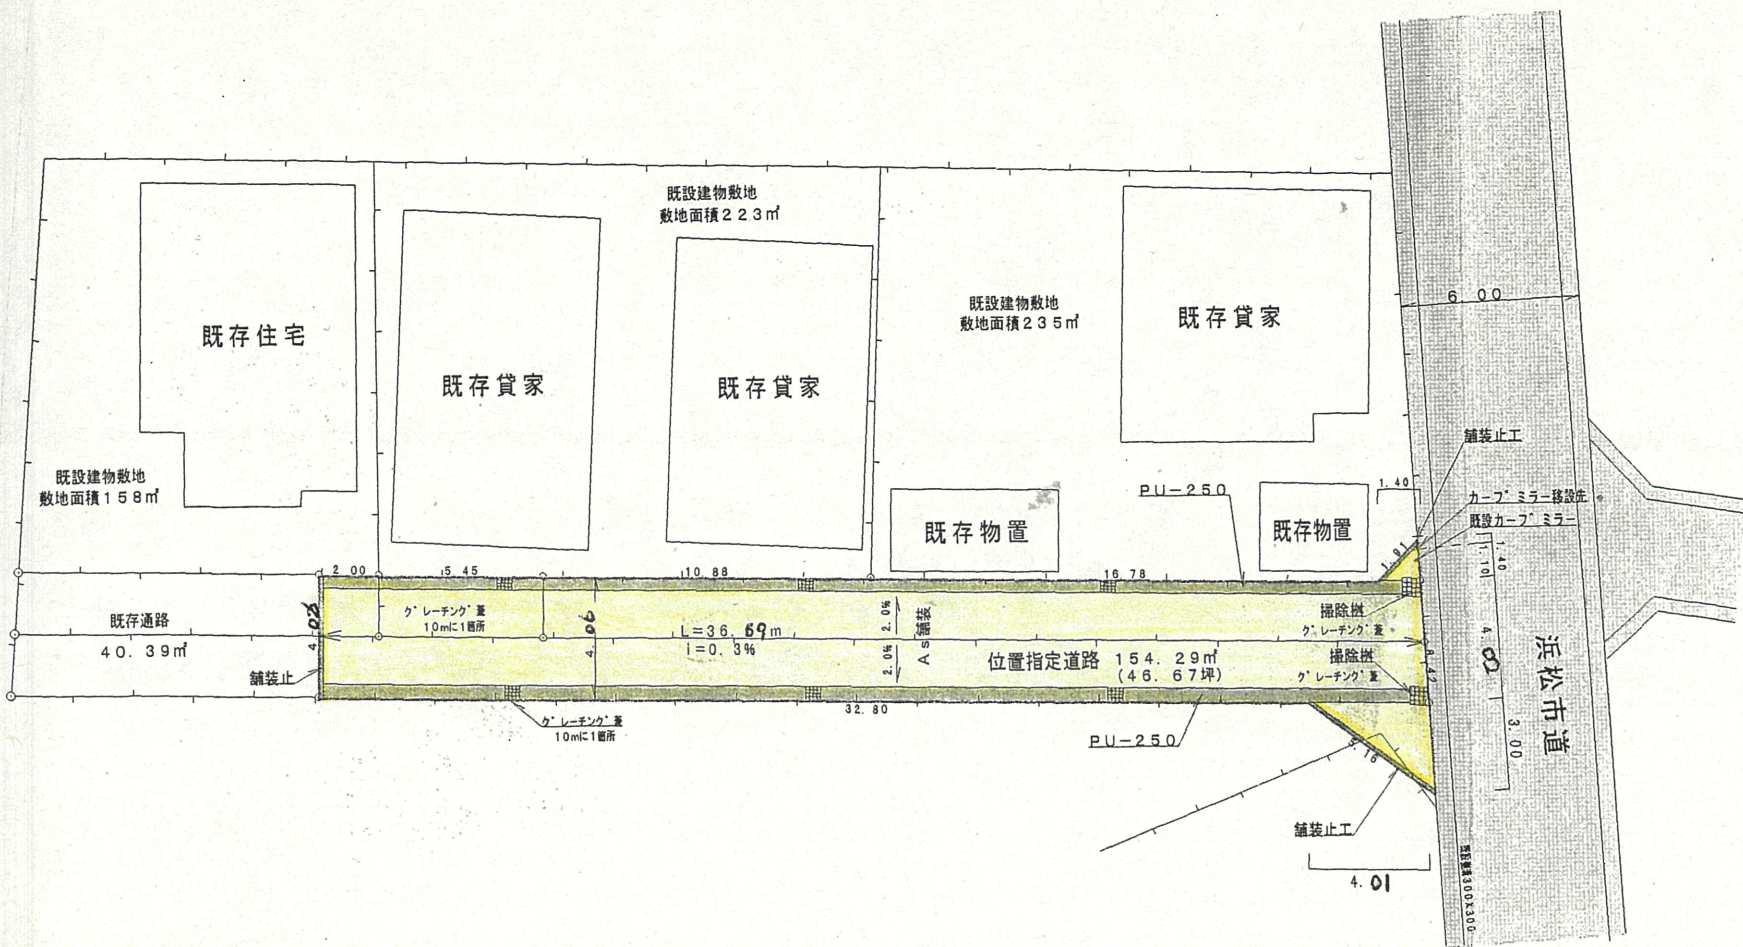 既設建物敷地
敷地面積223㎡
既設建物敷地
敷地面積235㎡
既存貸家
6.00
既存住宅
既存貸家
既存貸家
舗装止工
既設建物敷地
敷地面積158㎡
PU-250
1.40
カーブミラー移設先
既設カーブミラー
既存物置
既存物置
1.91
1.10
1.40
2.00
5.45
10.88
16.78
既存通路
40.39㎡
グレーチング蓋
10mに1箇所
4.06
L=36.69m
i=0.3%
2.0%
2.0%
As舗装
位置指定道路 154.29㎡
(46.67坪)
掃除桝
グレーチング蓋
掃除桝
グレーチング蓋
8.42
浜松市道
3.00
舗装止
グレーチング蓋
10mに1箇所
32.80
PU-250
5.16
舗装止工
4.01